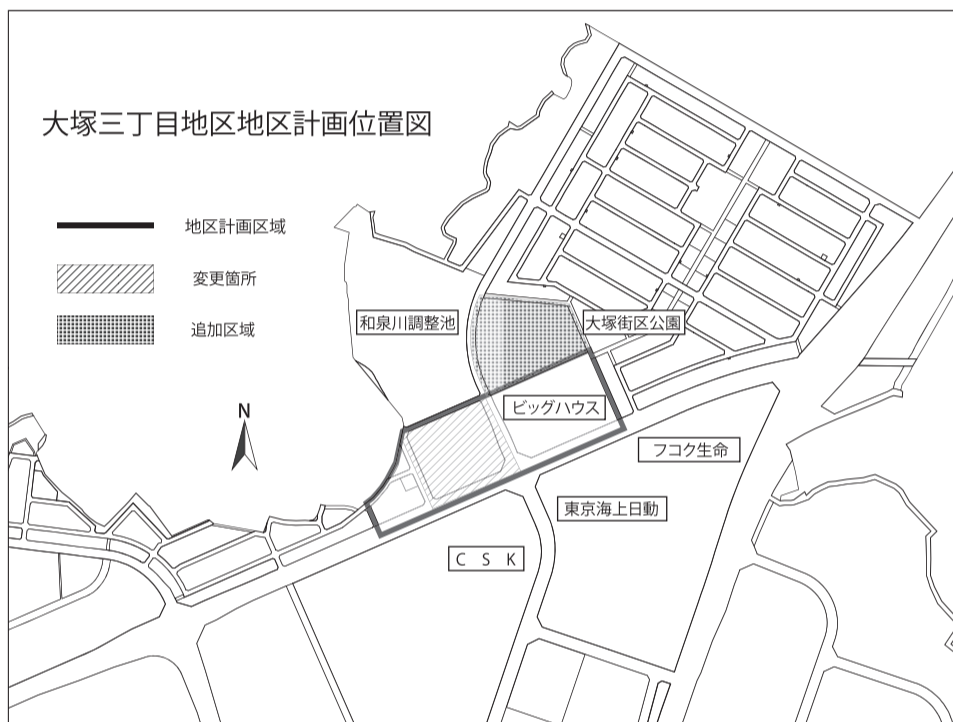 大塚三丁目地区地区計画位置図
地区計画区域
変更箇所
追加区域
N
和泉川調整池
大塚街区公園
ビッグハウス
フコク生命
東京海上日動
C S K